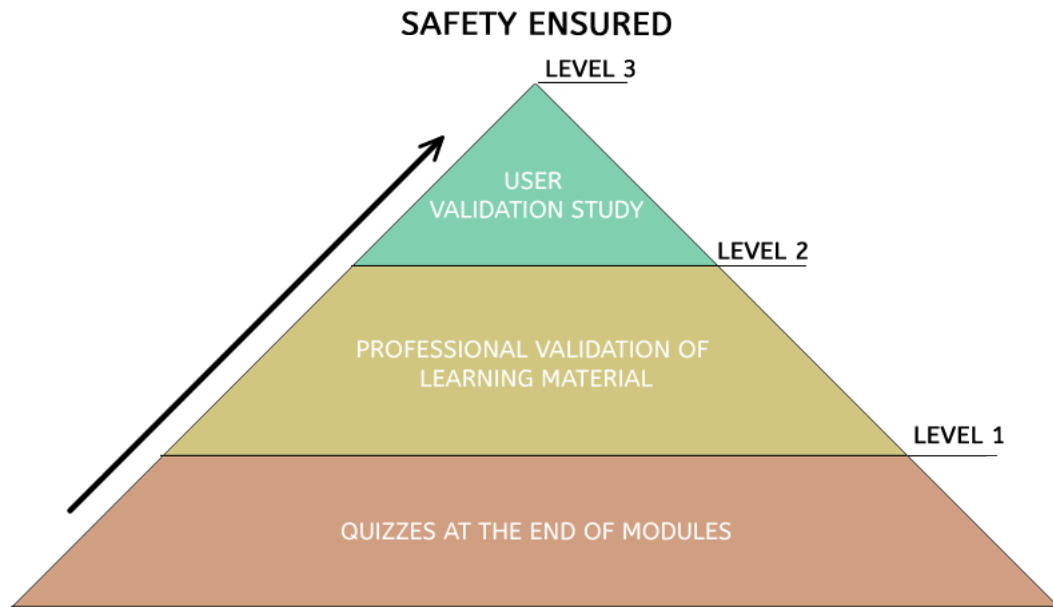 SAFETY ENSURED
LEVEL 3
USER
VALIDATION STUDY
LEVEL 2
PROFESSIONAL VALIDATION OF
LEARNING MATERIAL
LEVEL 1
QUIZZES AT THE END OF MODULES